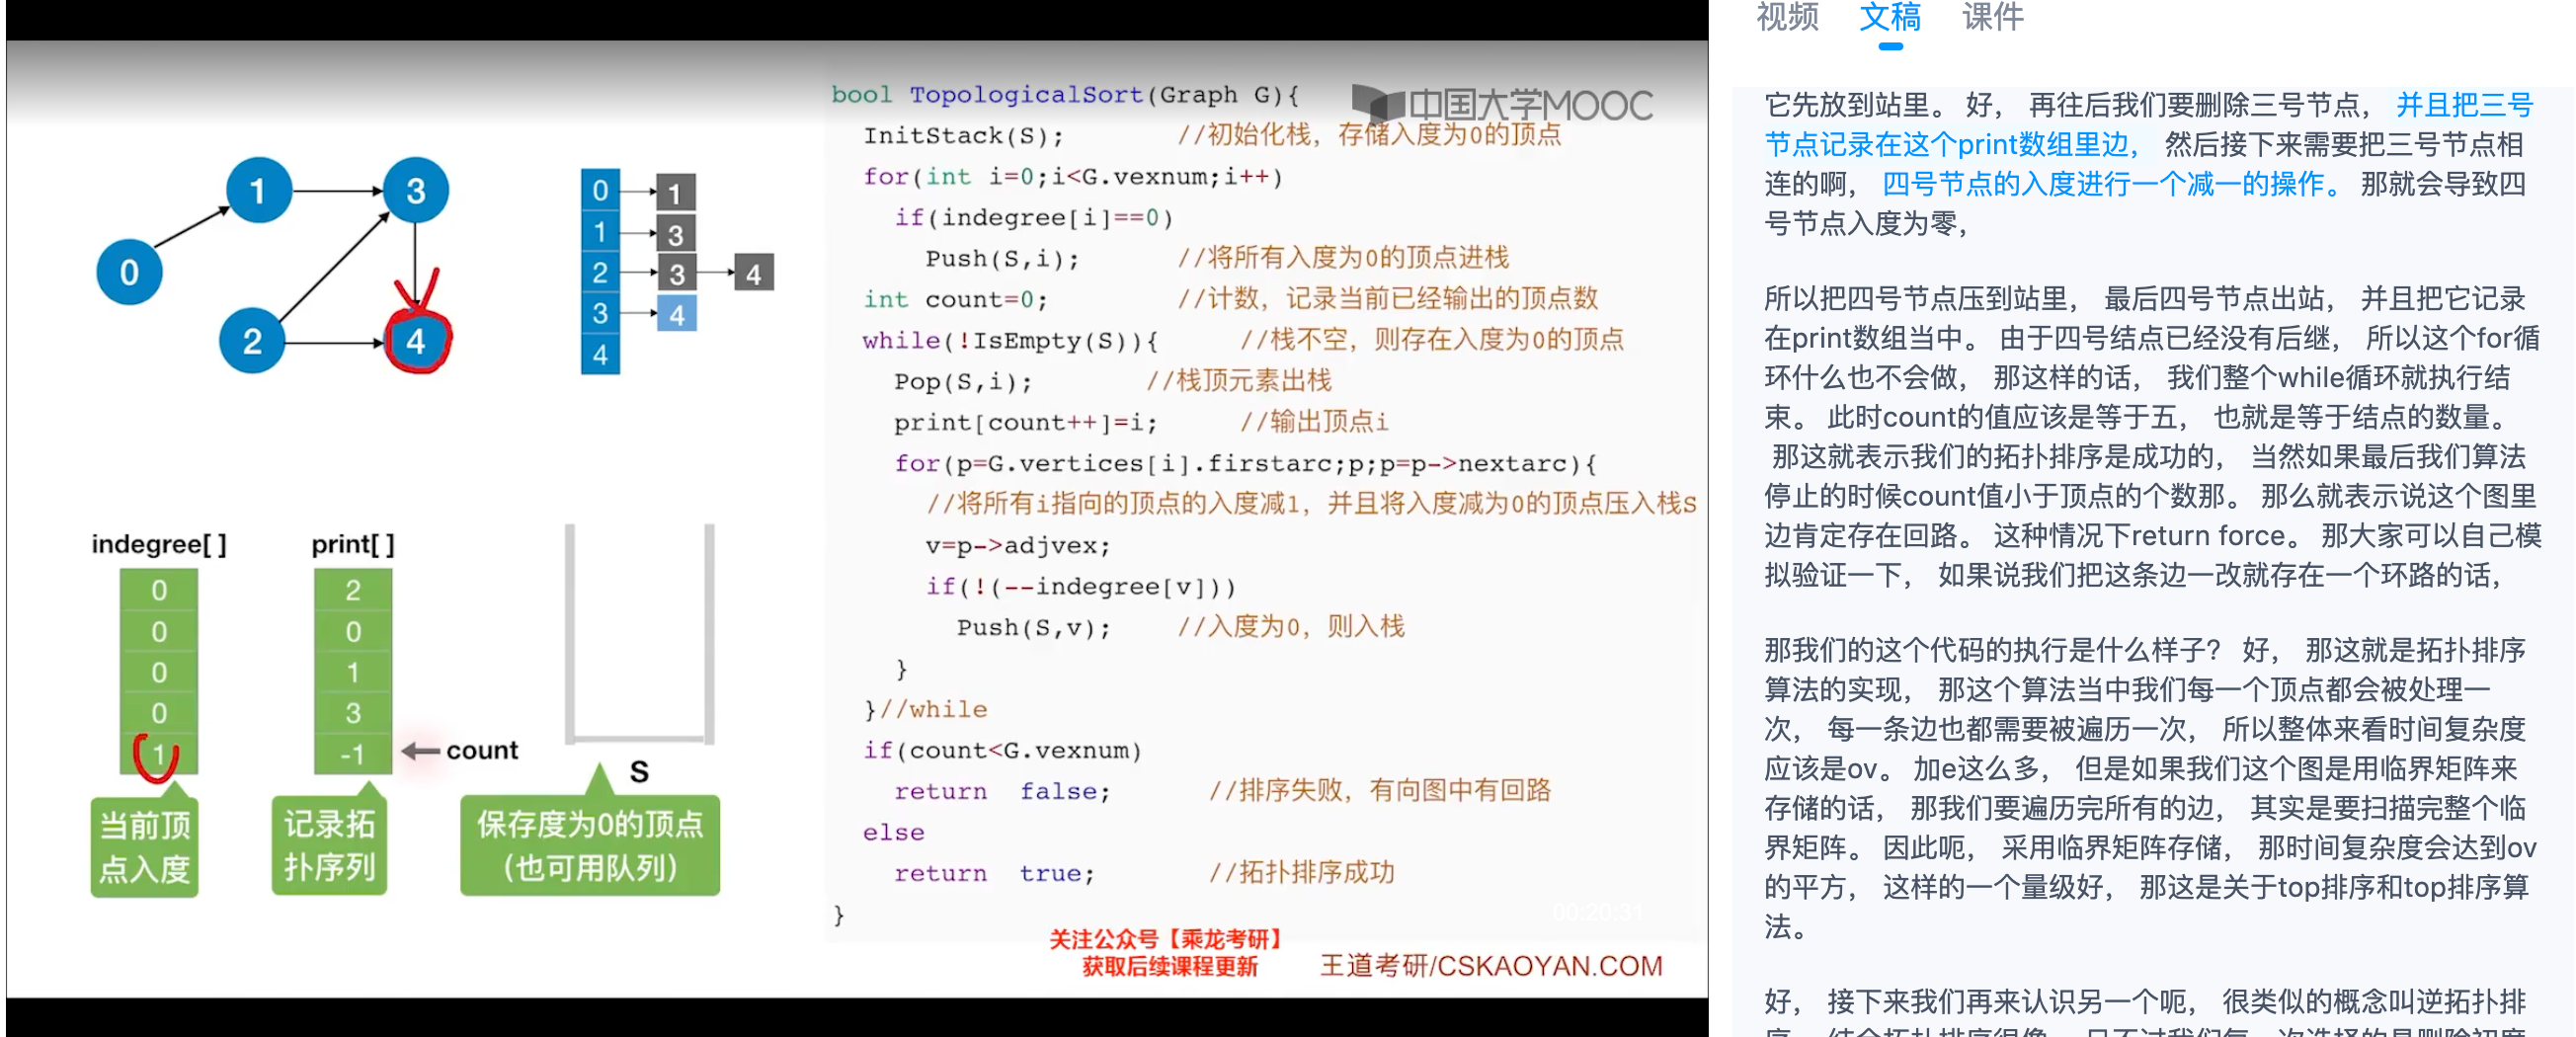 中国大学MOOC
0
1
3
2
4
0
1
2
3
4
1
3
3
4
4
indegree[ ]
0
0
0
0
1
当前顶
点入度
print[ ]
2
0
1
3
-1
count
记录拓
扑序列
S
保存度为0的顶点
(也可用队列)
bool TopologicalSort(Graph G){
InitStack(S); //初始化栈，存储入度为0的顶点
for(int i=0;i<G.vexnum;i++)
if(indegree[i]==0)
Push(S,i); //将所有入度为0的顶点进栈
int count=0; //计数，记录当前已经输出的顶点数
while(!IsEmpty(S)){ //栈不空，则存在入度为0的顶点
Pop(S,i); //栈顶元素出栈
print[count++]=i; //输出顶点i
for(p=G.vertices[i].firstarc;p;p=p->nextarc){
//将所有i指向的顶点的入度减1，并且将入度减为0的顶点压入栈S
v=p->adjvex;
if(!(--indegree[v]))
Push(S,v); //入度为0，则入栈
}
}//while
if(count<G.vexnum)
return false; //排序失败，有向图中有回路
else
return true; //拓扑排序成功
}
00:20:31
关注公众号【乘龙考研】
获取后续课程更新
王道考研/CSKAOYAN.COM
视频 文稿 课件
它先放到站里。 好， 再往后我们要删除三号节点， 并且把三号
节点记录在这个print数组里边， 然后接下来需要把三号节点相
连的啊， 四号节点的入度进行一个减一的操作。 那就会导致四
号节点入度为零，
所以把四号节点压到站里， 最后四号节点出站， 并且把它记录
在print数组当中。 由于四号结点已经没有后继， 所以这个for循
环什么也不会做， 那这样的话， 我们整个while循环就执行结
束。 此时count的值应该是等于五， 也就是等于结点的数量。
那这就表示我们的拓扑排序是成功的， 当然如果最后我们算法
停止的时候count值小于顶点的个数那。 那么就表示说这个图里
边肯定存在回路。 这种情况下return force。 那大家可以自己模
拟验证一下， 如果说我们把这条边一改就存在一个环路的话，
那我们的这个代码的执行是什么样子? 好， 那这就是拓扑排序
算法的实现， 那这个算法当中我们每一个顶点都会被处理一
次， 每一条边也都需要被遍历一次， 所以整体来看时间复杂度
应该是ov。 加e这么多， 但是如果我们这个图是用临界矩阵来
存储的话， 那我们要遍历完所有的边， 其实是要扫描完整个临
界矩阵。 因此呃， 采用临界矩阵存储， 那时间复杂度会达到ov
的平方， 这样的一个量级好， 那这是关于top排序和top排序算
法。
好， 接下来我们再来认识另一个呃， 很类似的概念叫逆拓扑排